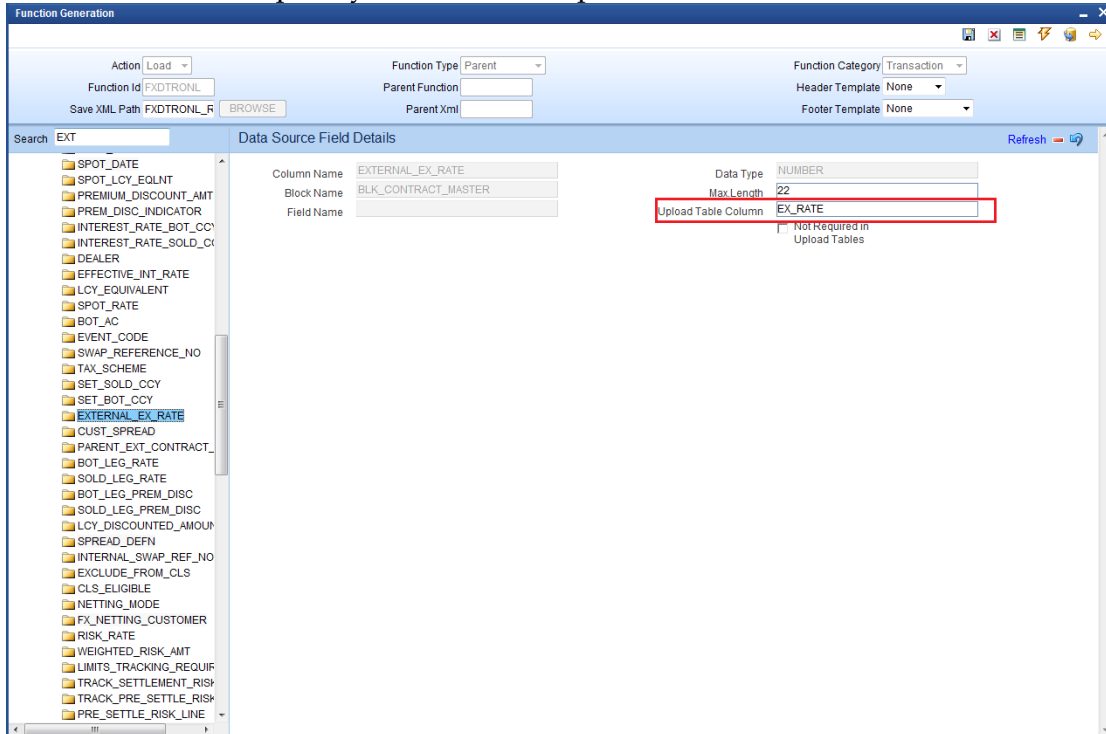 Function Generation
Action Load Function Type Parent Function Category Transaction
Function Id FXDTRONL Parent Function Header Template None
Save XML Path FXDTRONL_R BROWSE Parent Xml Footer Template None
Search EXT Data Source Field Details Refresh
Column Name EXTERNAL_EX_RATE Data Type NUMBER
Block Name BLK_CONTRACT_MASTER Max Length 22
Field Name Upload Table Column EX_RATE
Not Required in
Upload Tables
SPOT_DATE
SPOT_LCY_EQLNT
PREMIUM_DISCOUNT_AMT
PREM_DISC_INDICATOR
INTEREST_RATE_BOT_CCY
INTEREST_RATE_SOLD_C
DEALER
EFFECTIVE_INT_RATE
LCY_EQUIVALENT
SPOT_RATE
BOT_AC
EVENT_CODE
SWAP_REFERENCE_NO
TAX_SCHEME
SET_SOLD_CCY
SET_BOT_CCY
EXTERNAL_EX_RATE
CUST_SPREAD
PARENT_EXT_CONTRACT_
BOT_LEG_RATE
SOLD_LEG_RATE
BOT_LEG_PREM_DISC
SOLD_LEG_PREM_DISC
LCY_DISCOUNTED_AMOUN
SPREAD_DEFN
INTERNAL_SWAP_REF_NO
EXCLUDE_FROM_CLS
CLS_ELIGIBLE
NETTING_MODE
FX_NETTING_CUSTOMER
RISK_RATE
WEIGHTED_RISK_AMT
LIMITS_TRACKING_REQUIR
TRACK_SETTLEMENT_RISK
TRACK_PRE_SETTLE_RISK
PRE_SETTLE_RISK_LINE